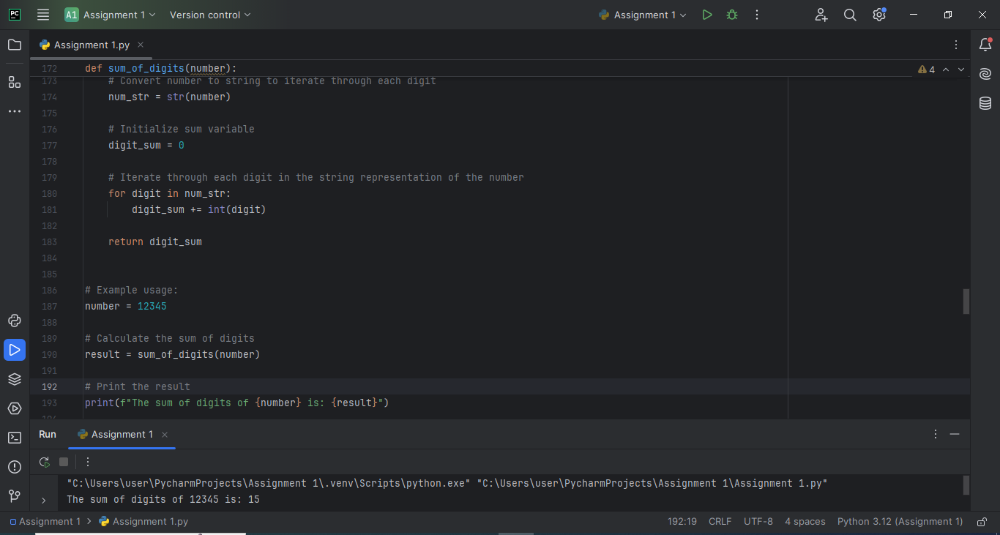 PC A1 Assignment 1 Version control Assignment 1
Assignment 1.py
172 def sum_of_digits(number):
4
173 # Convert number to string to iterate through each digit
174 num_str = str(number)
175
176 # Initialize sum variable
177 digit_sum = 0
178
179 # Iterate through each digit in the string representation of the number
180 for digit in num_str:
181 digit_sum += int(digit)
182
183 return digit_sum
184
185
186 # Example usage:
187 number = 12345
188
189 # Calculate the sum of digits
190 result = sum_of_digits(number)
191
192 # Print the result
193 print(f"The sum of digits of {number} is: {result}")
Run Assignment 1
"C:\Users\user\PycharmProjects\Assignment 1\.venv\Scripts\python.exe" "C:\Users\user\PycharmProjects\Assignment 1\Assignment 1.py"
The sum of digits of 12345 is: 15
Assignment 1 > Assignment 1.py 192:19 CRLF UTF-8 4 spaces Python 3.12 (Assignment 1)